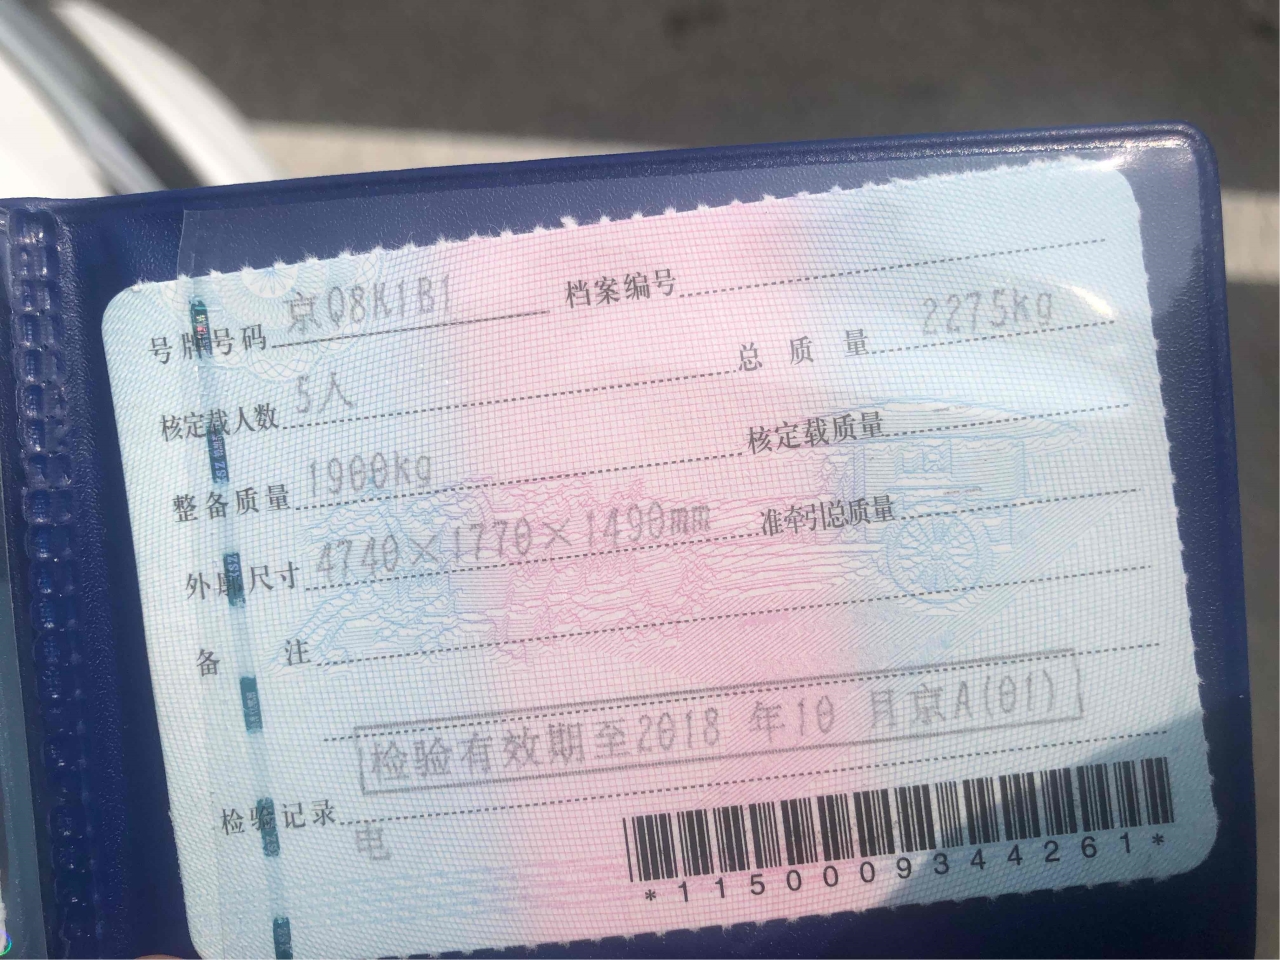 号牌号码 京Q8K1B1 档案编号
核定载人数 5人 总质量 2275kg
整备质量 1900kg 核定载质量
外廓尺寸 4740×1770×1490mm 准牵引总质量
备注
检验有效期至2018年10月京A(01)
检验记录
电
*1150009344261*